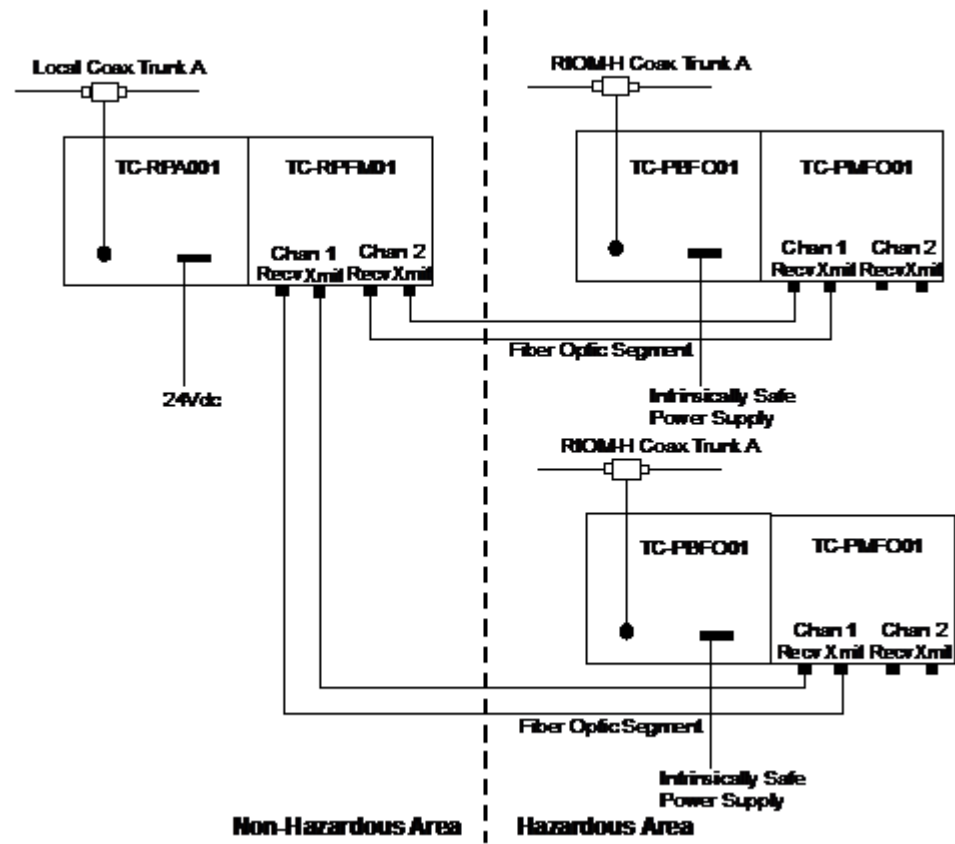 Local Coax Trunk A
TC-RPA001
TC-RPFM01
Chan 1
Chan 2
Recv Xmit Recv Xmit
24Vdc
RIOM-H Coax Trunk A
TC-PBFO01
TC-PMFO01
Chan 1
Chan 2
Recv Xmit Recv Xmit
Fiber Optic Segment
Intrinsically Safe
Power Supply
RIOM-H Coax Trunk A
TC-PBFO01
TC-PMFO01
Chan 1
Chan 2
Recv Xmit Recv Xmit
Fiber Optic Segment
Intrinsically Safe
Power Supply
Non-Hazardous Area
Hazardous Area